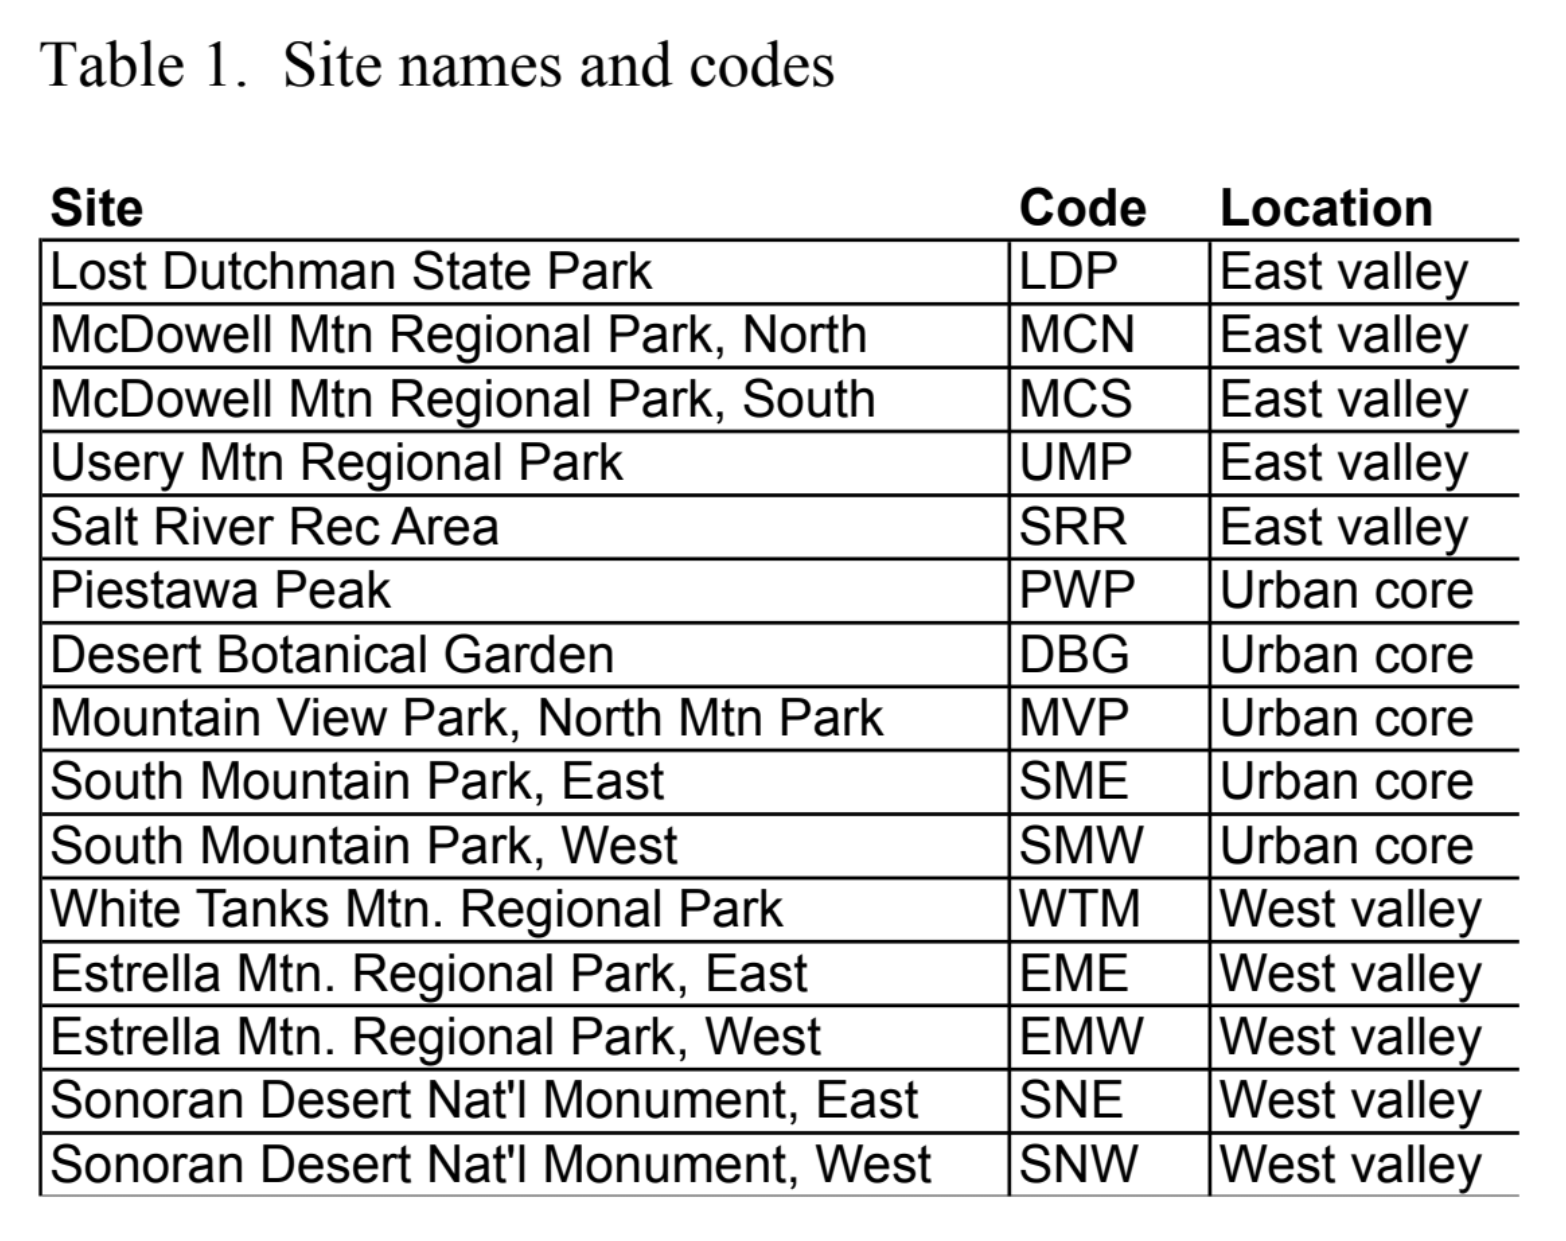 Table 1. Site names and codes
Site Code Location
Lost Dutchman State Park LDP East valley
McDowell Mtn Regional Park, North MCN East valley
McDowell Mtn Regional Park, South MCS East valley
Usery Mtn Regional Park UMP East valley
Salt River Rec Area SRR East valley
Piestawa Peak PWP Urban core
Desert Botanical Garden DBG Urban core
Mountain View Park, North Mtn Park MVP Urban core
South Mountain Park, East SME Urban core
South Mountain Park, West SMW Urban core
White Tanks Mtn. Regional Park WTM West valley
Estrella Mtn. Regional Park, East EME West valley
Estrella Mtn. Regional Park, West EMW West valley
Sonoran Desert Nat'l Monument, East SNE West valley
Sonoran Desert Nat'l Monument, West SNW West valley